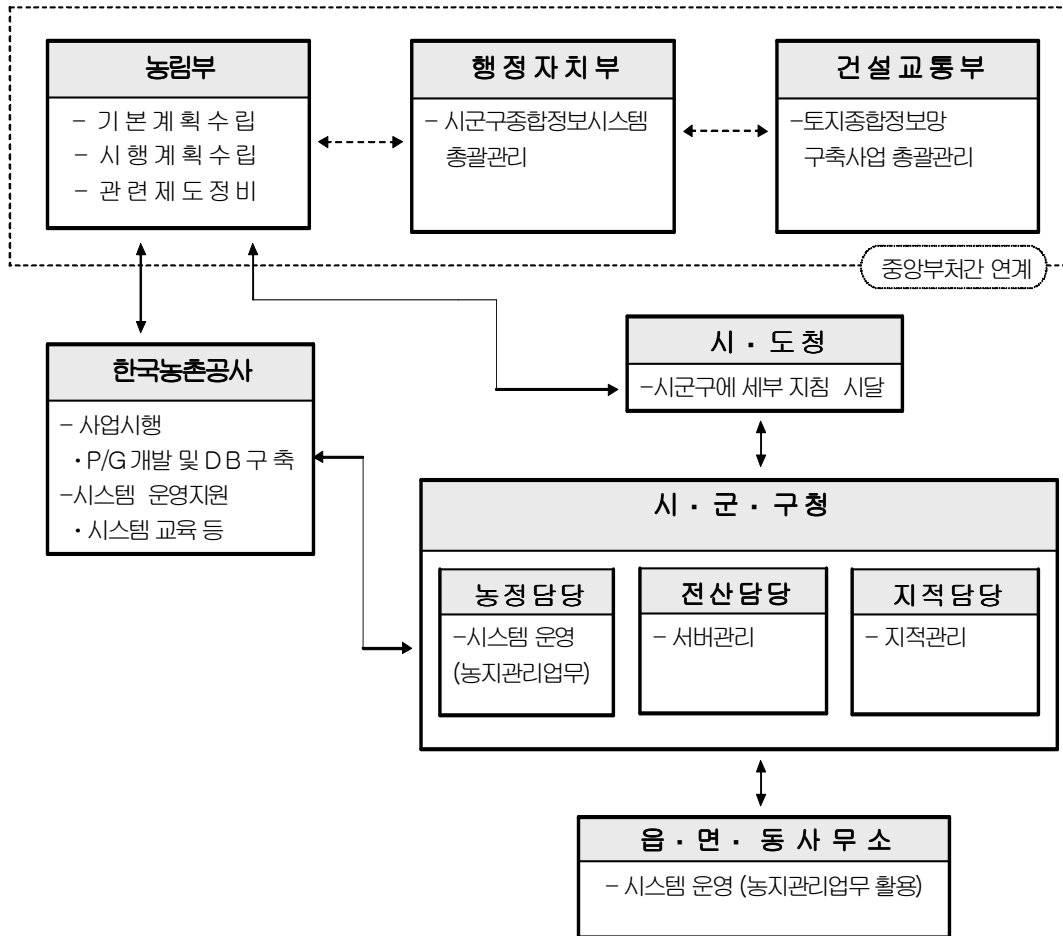 농림부
- 기본계획수립
- 시행계획수립
- 관련제도정비
행정자치부
- 시군구종합정보시스템
총괄관리
건설교통부
-토지종합정보망
구축사업 총괄관리
중앙부처간 연계
한국농촌공사
- 사업시행
· P/G 개발 및 DB구축
-시스템 운영지원
· 시스템 교육 등
시·도청
-시군구에 세부 지침 시달
시·군·구청
농정담당
-시스템 운영
(농지관리업무)
전산담당
- 서버관리
지적담당
- 지적관리
읍·면·동사무소
- 시스템 운영 (농지관리업무 활용)